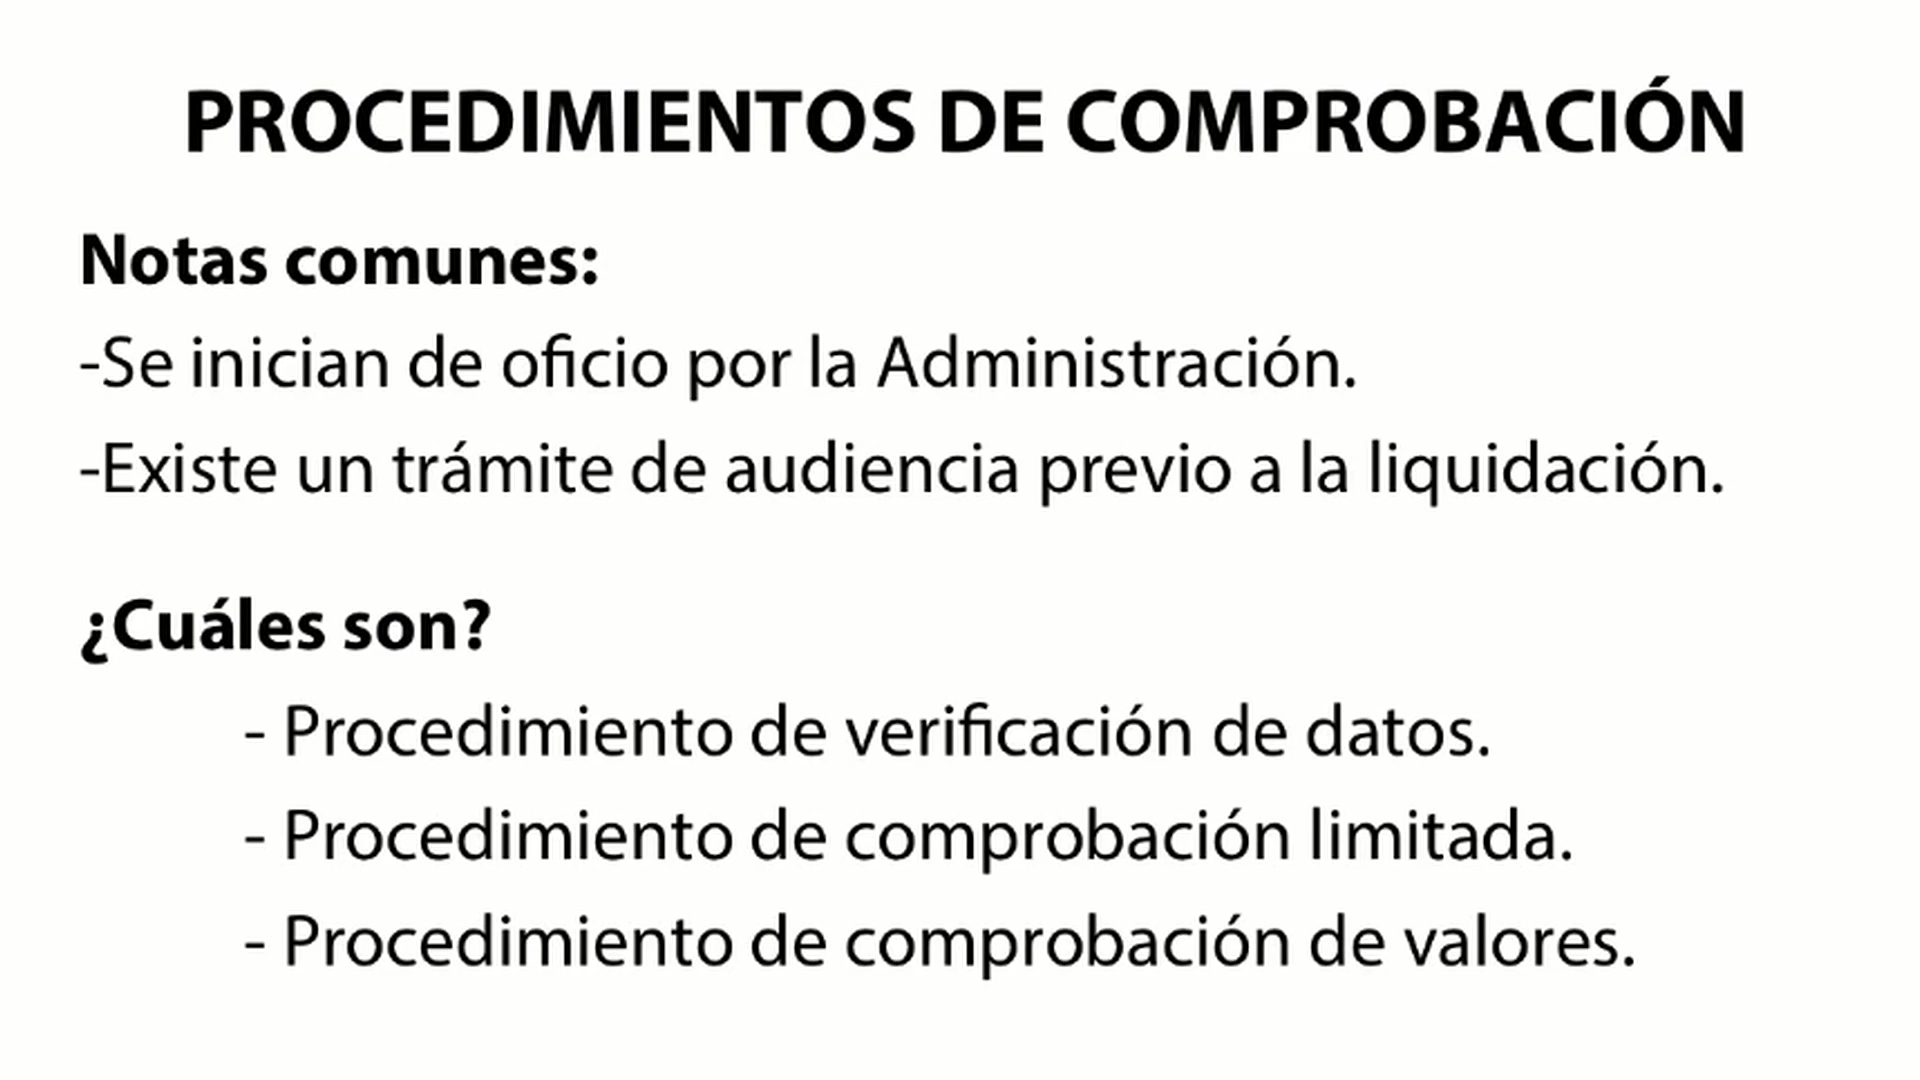 PROCEDIMIENTOS DE COMPROBACIÓN
Notas comunes:
-Se inician de oficio por la Administración.
-Existe un trámite de audiencia previo a la liquidación.
¿Cuáles son?
- Procedimiento de verificación de datos.
- Procedimiento de comprobación limitada.
- Procedimiento de comprobación de valores.